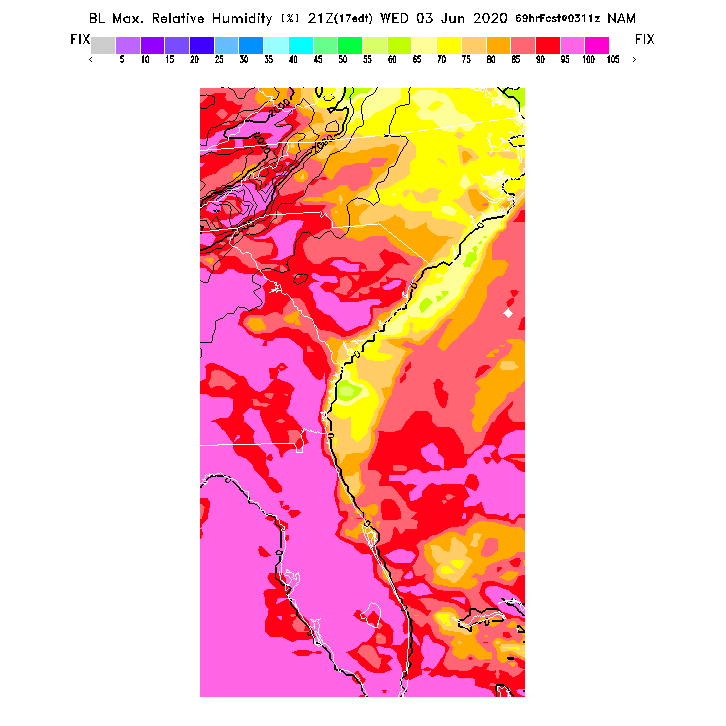 BL Max. Relative Humidity [%] 21Z(17edt) WED 03 Jun 2020 69hrFcst@0311z NAM
FIX FIX
< 5 10 15 20 25 30 35 40 45 50 55 60 65 70 75 80 85 90 95 100 105 >